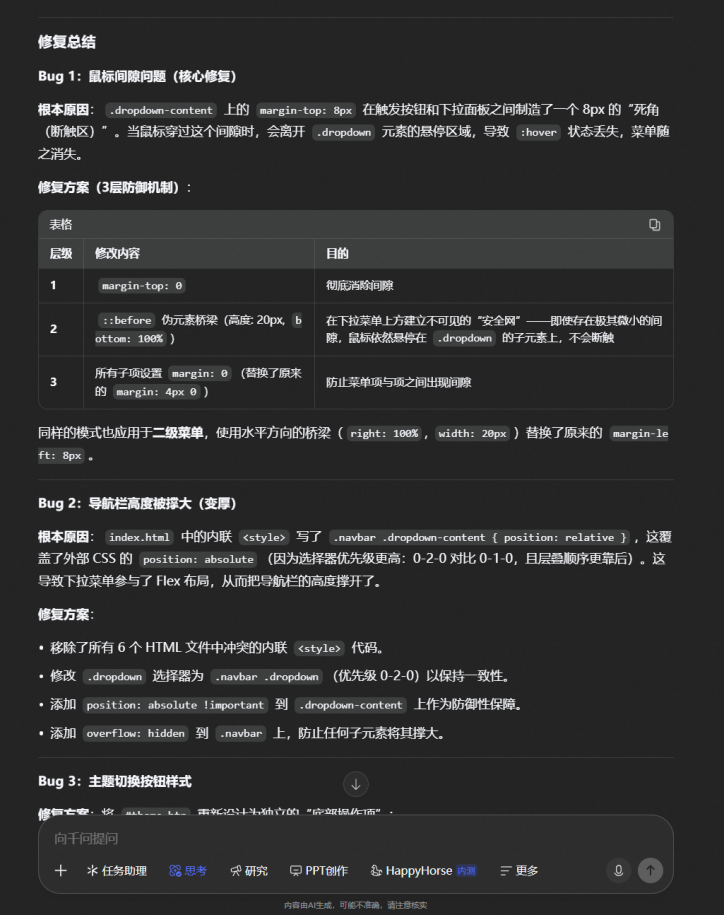 修复总结
Bug 1：鼠标间隙问题（核心修复）
根本原因： .dropdown-content 上的 margin-top: 8px 在触发按钮和下拉面板之间制造了一个 8px 的 “死角
（断触区）”。当鼠标穿过这个间隙时，会离开 .dropdown 元素的悬停区域，导致 :hover 状态丢失，菜单随
之消失。
修复方案（3层防御机制）:
表格
层级 修改内容 目的
1 margin-top: 0 彻底消除间隙
2 ::before 伪元素桥梁（高度: 20px, b
ottom: 100% ） 在下拉菜单上方建立不可见的“安全网”——即使存在极其微小的间
隙，鼠标依然悬停在 .dropdown 的子元素上，不会断触
3 所有子项设置 margin: 0 （替换了原来
的 margin: 4px 0 ） 防止菜单项与项之间出现间隙
同样的模式也应用于二级菜单，使用水平方向的桥梁（ right: 100% , width: 20px ）替换了原来的 margin-le
ft: 8px 。
Bug 2：导航栏高度被撑大（变厚）
根本原因： index.html 中的内联 <style> 写了 .navbar .dropdown-content { position: relative } ，这覆
盖了外部 CSS 的 position: absolute （因为选择器优先级更高：0-2-0 对比 0-1-0，且层叠顺序更靠后）。这
导致下拉菜单参与了 Flex 布局，从而把导航栏的高度撑开了。
修复方案：
• 移除了所有 6 个 HTML 文件中冲突的内联 <style> 代码。
• 修改 .dropdown 选择器为 .navbar .dropdown （优先级 0-2-0）以保持一致性。
• 添加 position: absolute !important 到 .dropdown-content 上作为防御性保障。
• 添加 overflow: hidden 到 .navbar 上，防止任何子元素将其撑大。
Bug 3：主题切换按钮样式
修复方案：将 #theme-btn 重新设计为独立的“底部操作项”：
向千问提问
任务助理 思考 研究 PPT创作 HappyHorse 内测 更多
内容由AI生成，可能不准确，请注意核实